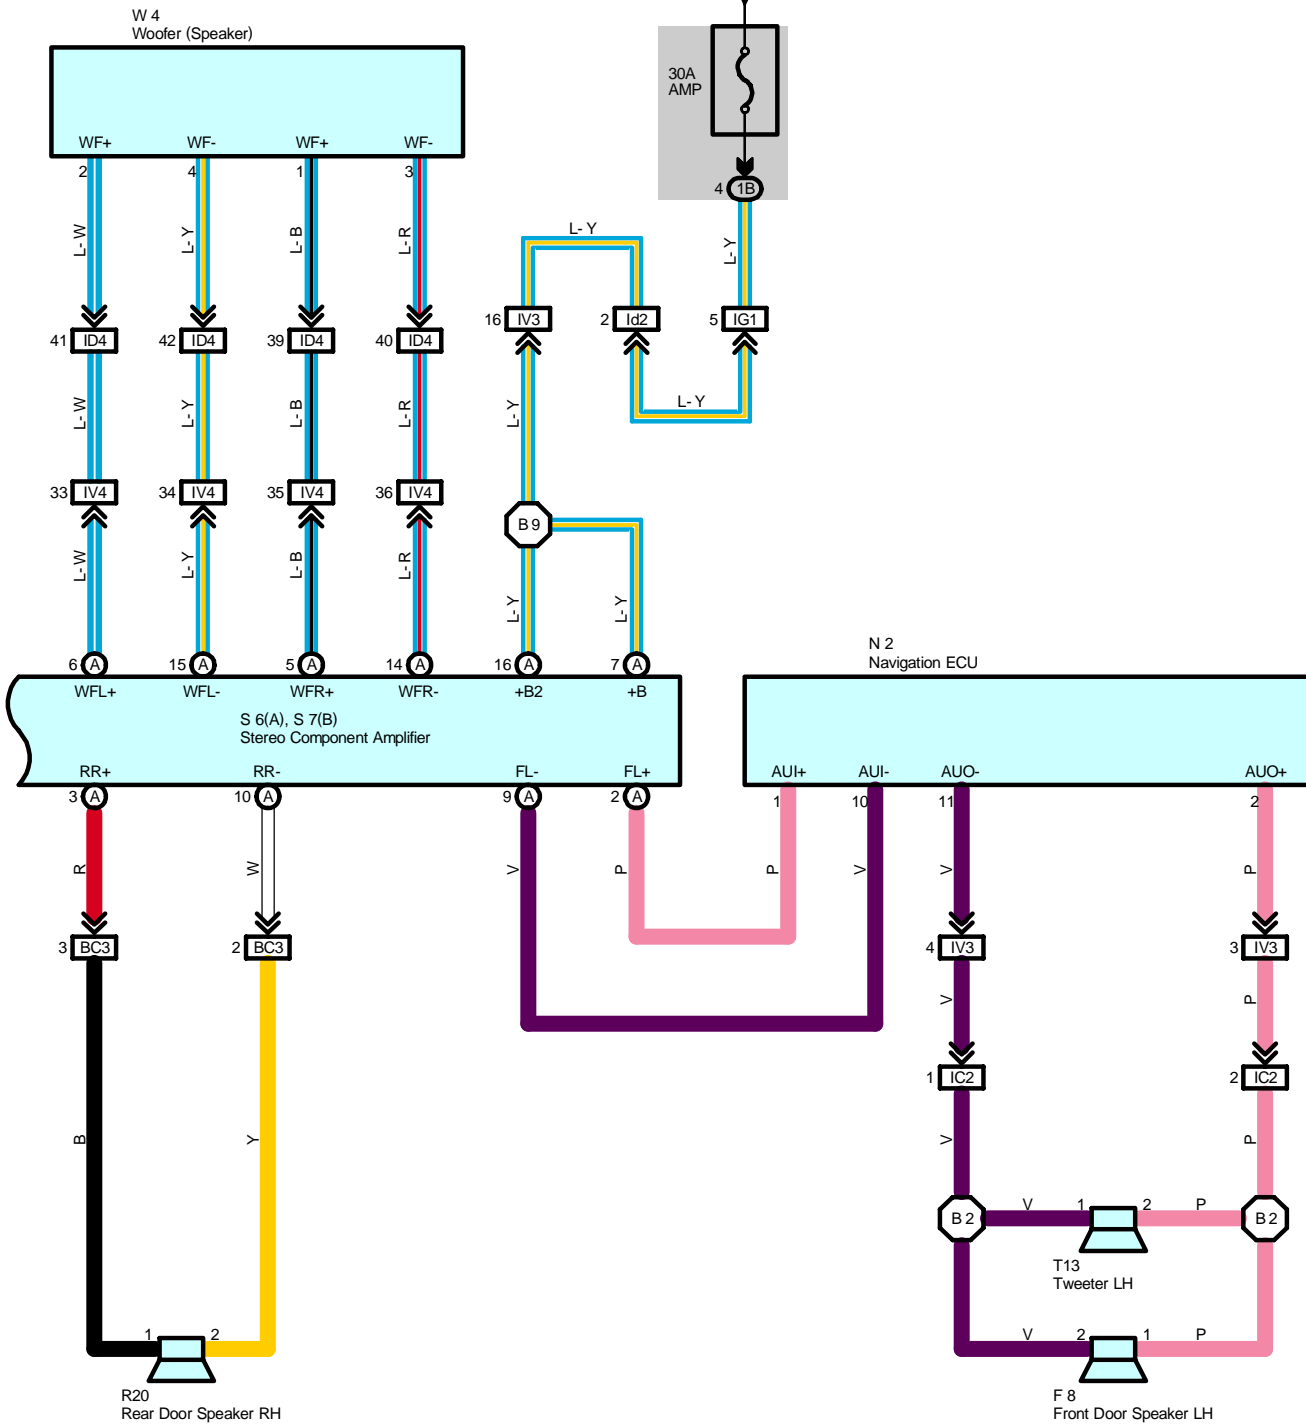 W 4
Woofer (Speaker)
30A
AMP
WF+ WF- WF+ WF-
2 4 1 3
4 1B
L-W L-Y L-B L-R
L-Y L-Y
16 IV3 2 Id2 5 IG1
41 ID4 42 ID4 39 ID4 40 ID4
L-W L-Y L-B L-R L-Y L-Y
33 IV4 34 IV4 35 IV4 36 IV4
B 9
L-W L-Y L-B L-R L-Y L-Y
N 2
Navigation ECU
6 A 15 A 5 A 14 A 16 A 7 A
WFL+ WFL- WFR+ WFR- +B2 +B
S 6(A), S 7(B)
Stereo Component Amplifier
RR+ RR- FL- FL+ AUI+ AUI- AUO- AUO+
3 A 10 A 9 A 2 A 1 10 11 2
R W V P P V V P
3 BC3 2 BC3 4 IV3 3 IV3
V P
1 IC2 2 IC2
B Y V P
B 2 V 1 2 P B 2
T13
Tweeter LH
1 2 V 2 1 P
R20
Rear Door Speaker RH
F 8
Front Door Speaker LH